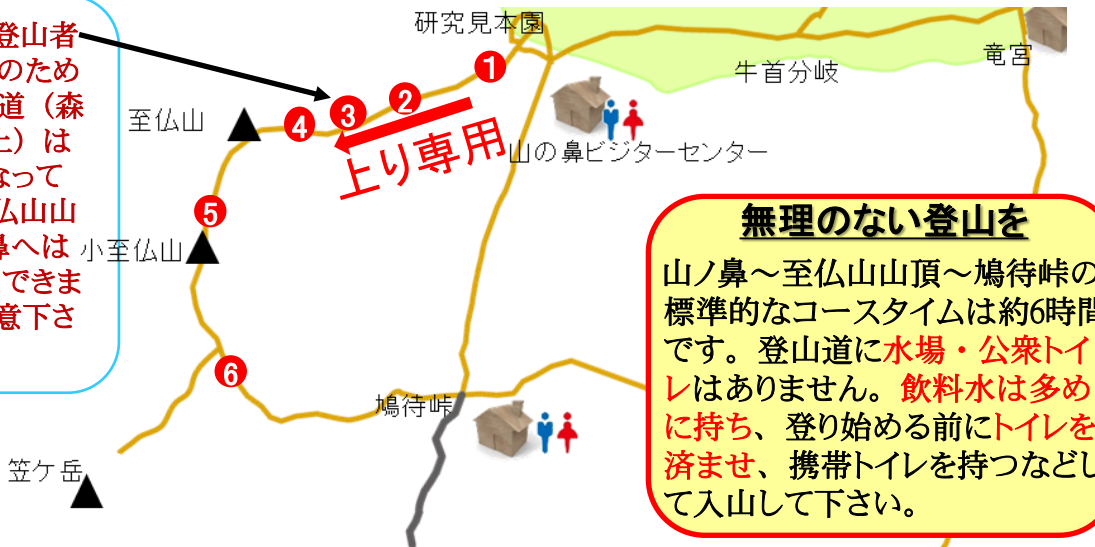 登山者
のため
道（森
は
なって
仏山山
鼻へは
できま
意下さ
研究見本園
竜宮
牛首分岐
至仏山
山の鼻ビジターセンター
上り専用
小至仏山
鳩待峠
笠ケ岳
❶
❷
❸
❹
❺
❻
無理のない登山を
山ノ鼻～至仏山山頂～鳩待峠の
標準的なコースタイムは約6時間
です。登山道に水場・公衆トイ
レはありません。飲料水は多め
に持ち、登り始める前にトイレを
済ませ、携帯トイレを持つなどし
て入山して下さい。